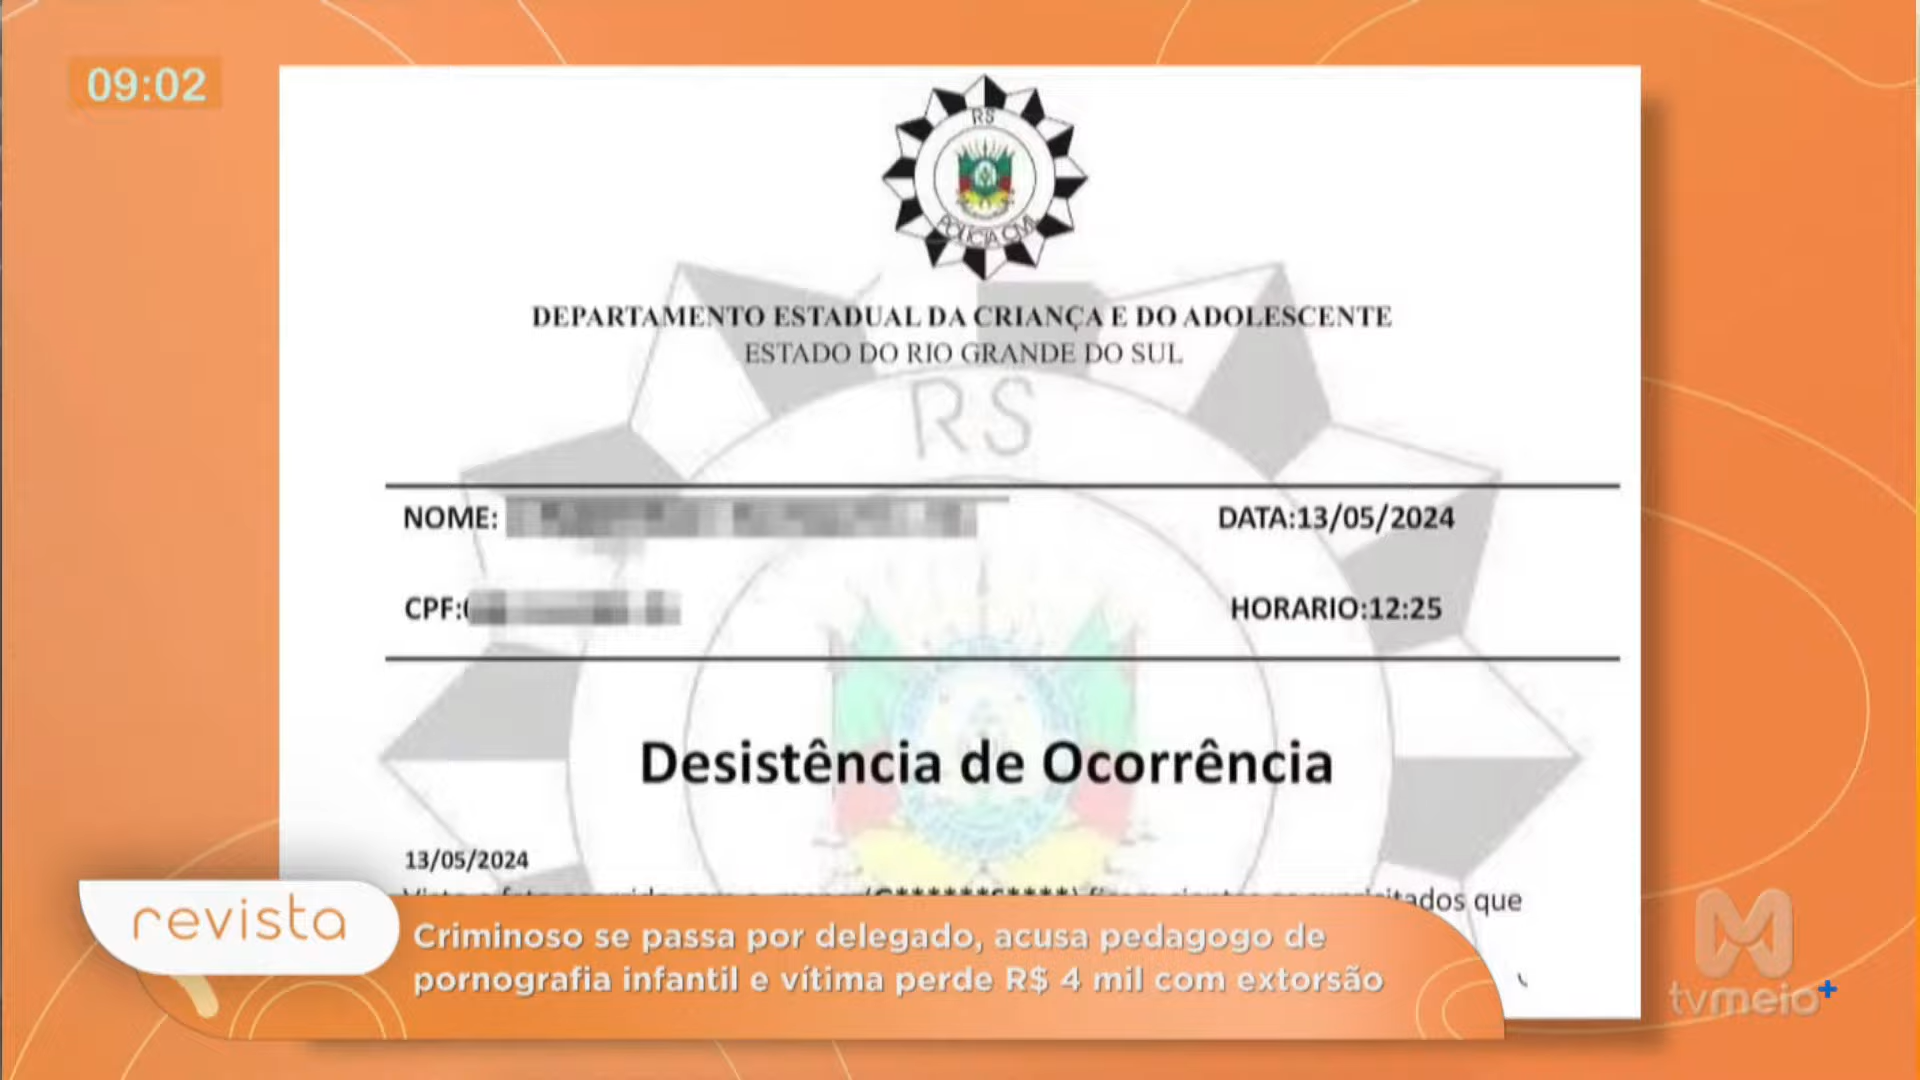 09:02
RS
POLÍCIA CIVIL
DEPARTAMENTO ESTADUAL DA CRIANÇA E DO ADOLESCENTE
ESTADO DO RIO GRANDE DO SUL
RS
NOME:
DATA:13/05/2024
CPF:
HORARIO:12:25
Desistência de Ocorrência
13/05/2024
que
revista
Criminoso se passa por delegado, acusa pedagogo de
pornografia infantil e vítima perde R$ 4 mil com extorsão
tvmeio+